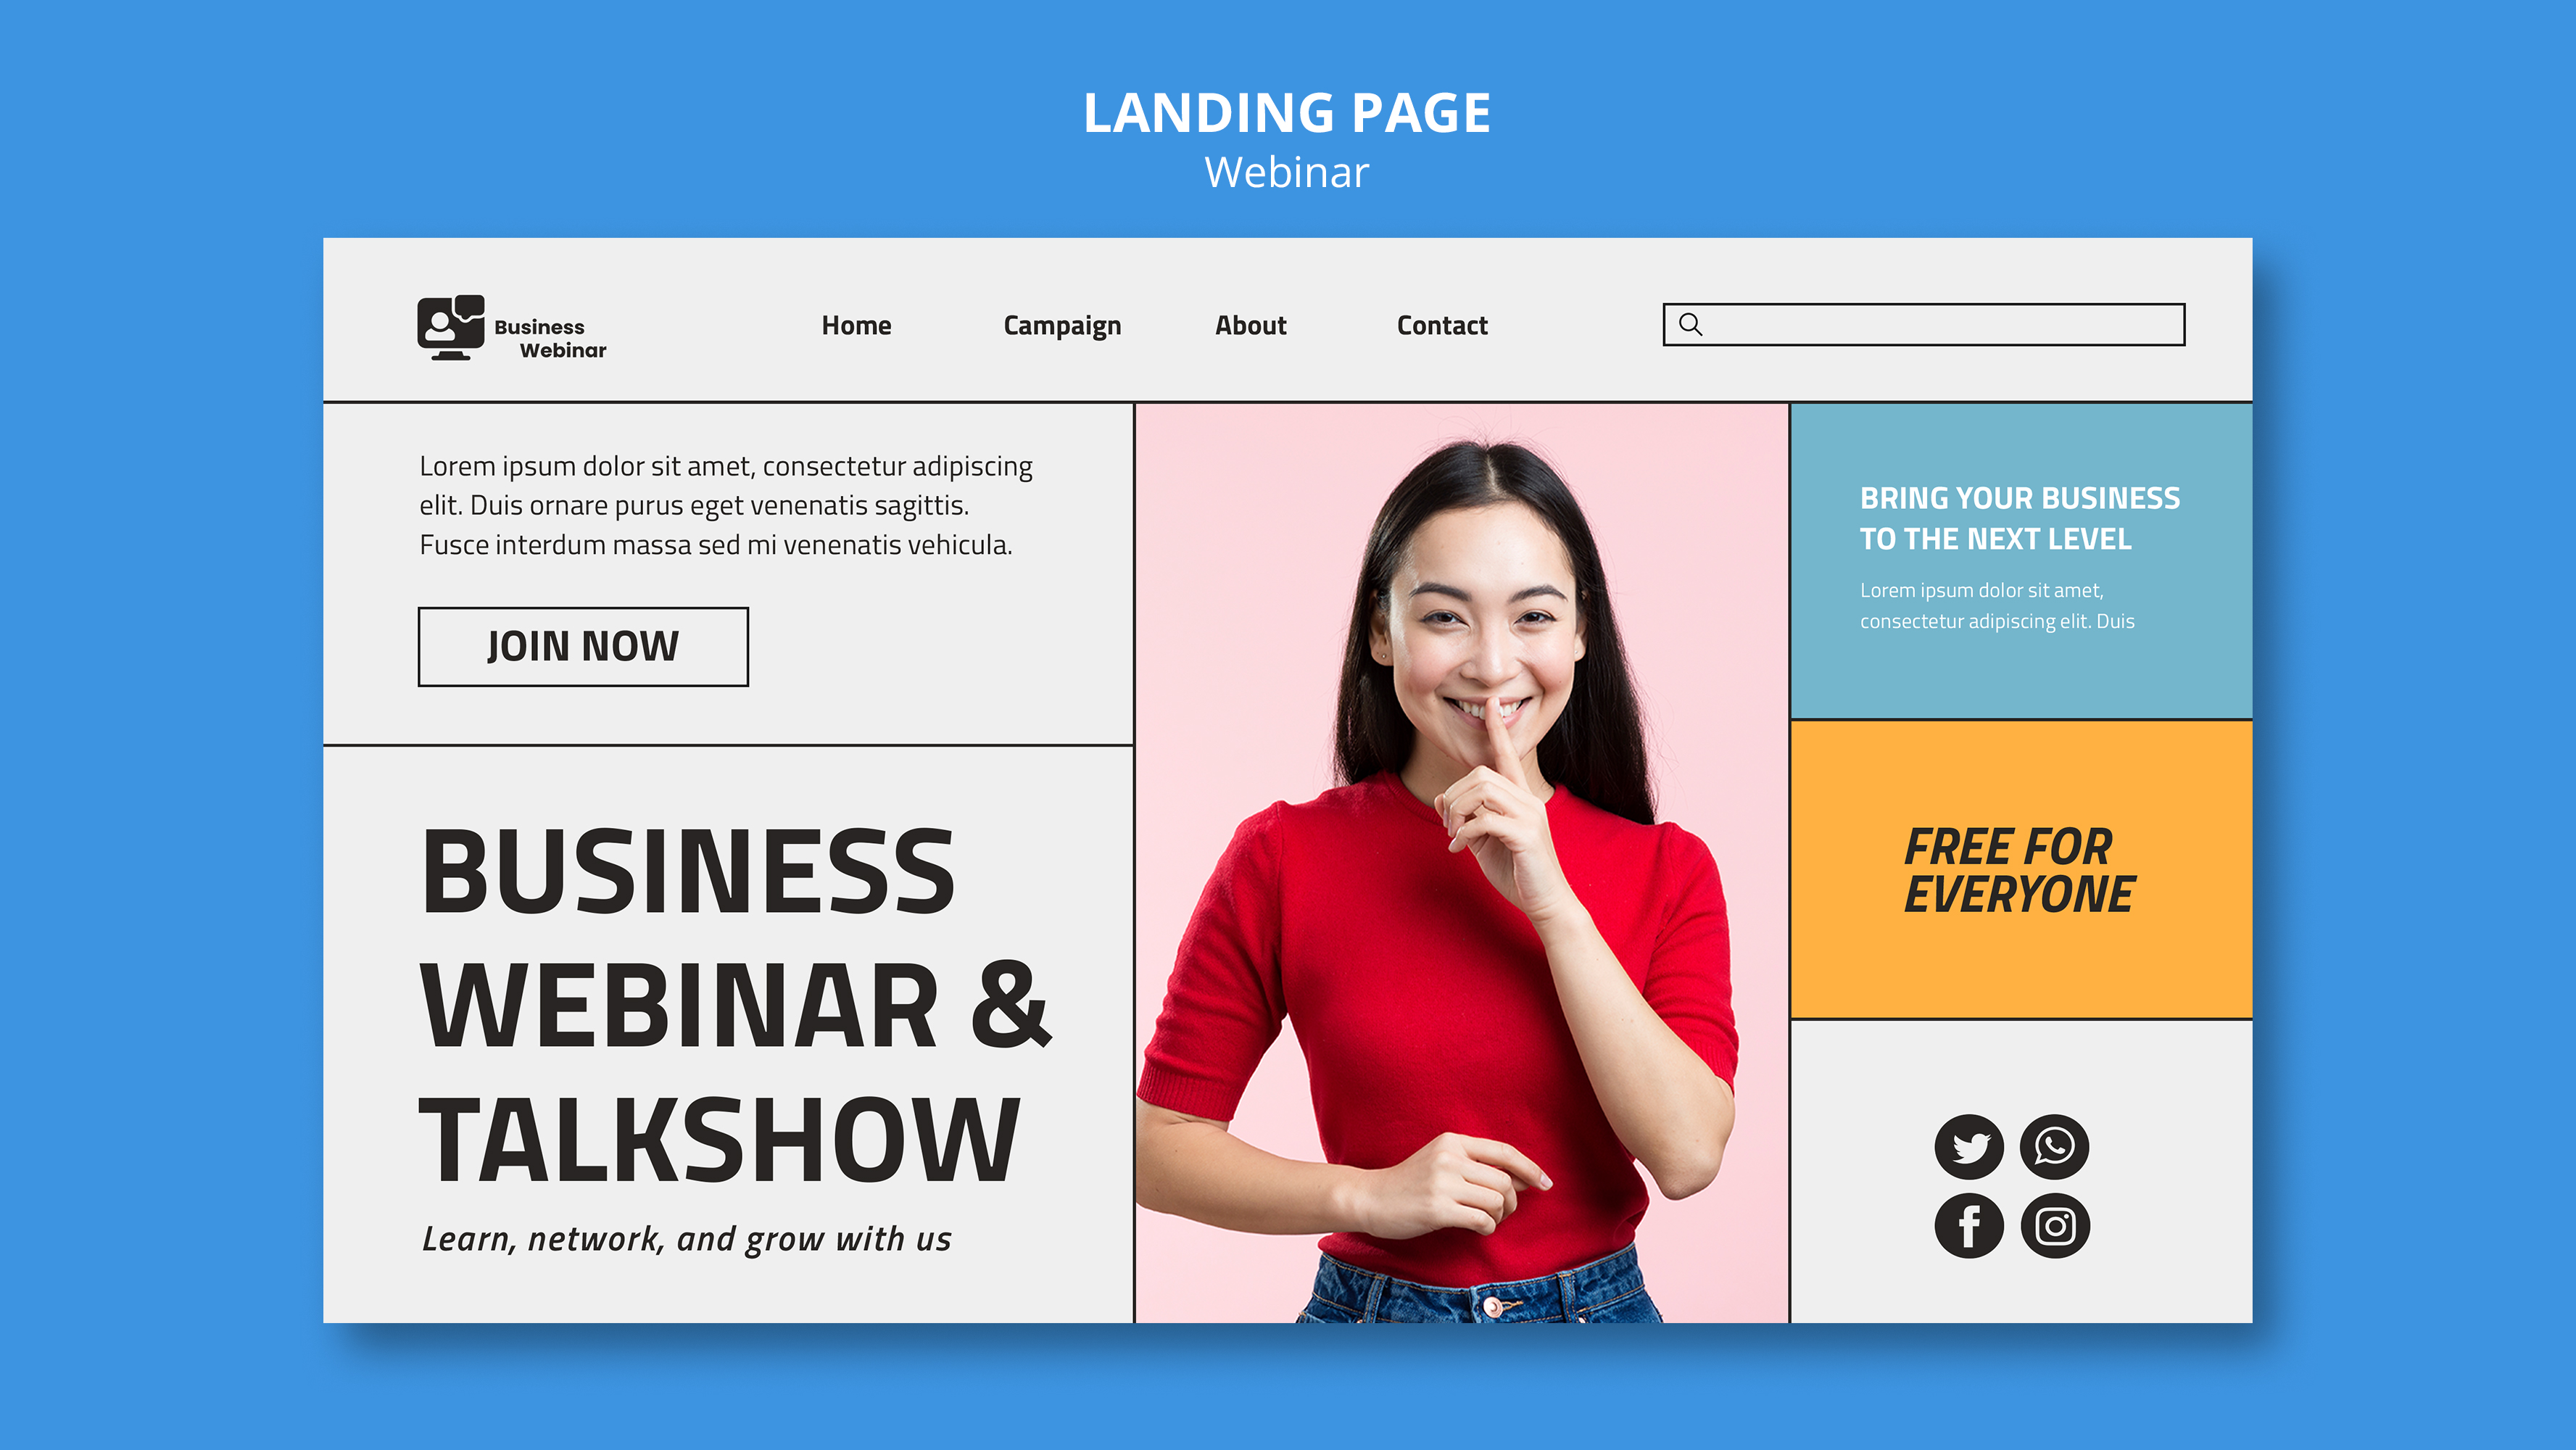 LANDING PAGE
Webinar
Business
Webinar
Home
Campaign
About
Contact
Lorem ipsum dolor sit amet, consectetur adipiscing
elit. Duis ornare purus eget venenatis sagittis.
Fusce interdum massa sed mi venenatis vehicula.
JOIN NOW
BUSINESS
WEBINAR &
TALKSHOW
Learn, network, and grow with us
BRING YOUR BUSINESS
TO THE NEXT LEVEL
Lorem ipsum dolor sit amet,
consectetur adipiscing elit. Duis
FREE FOR
EVERYONE